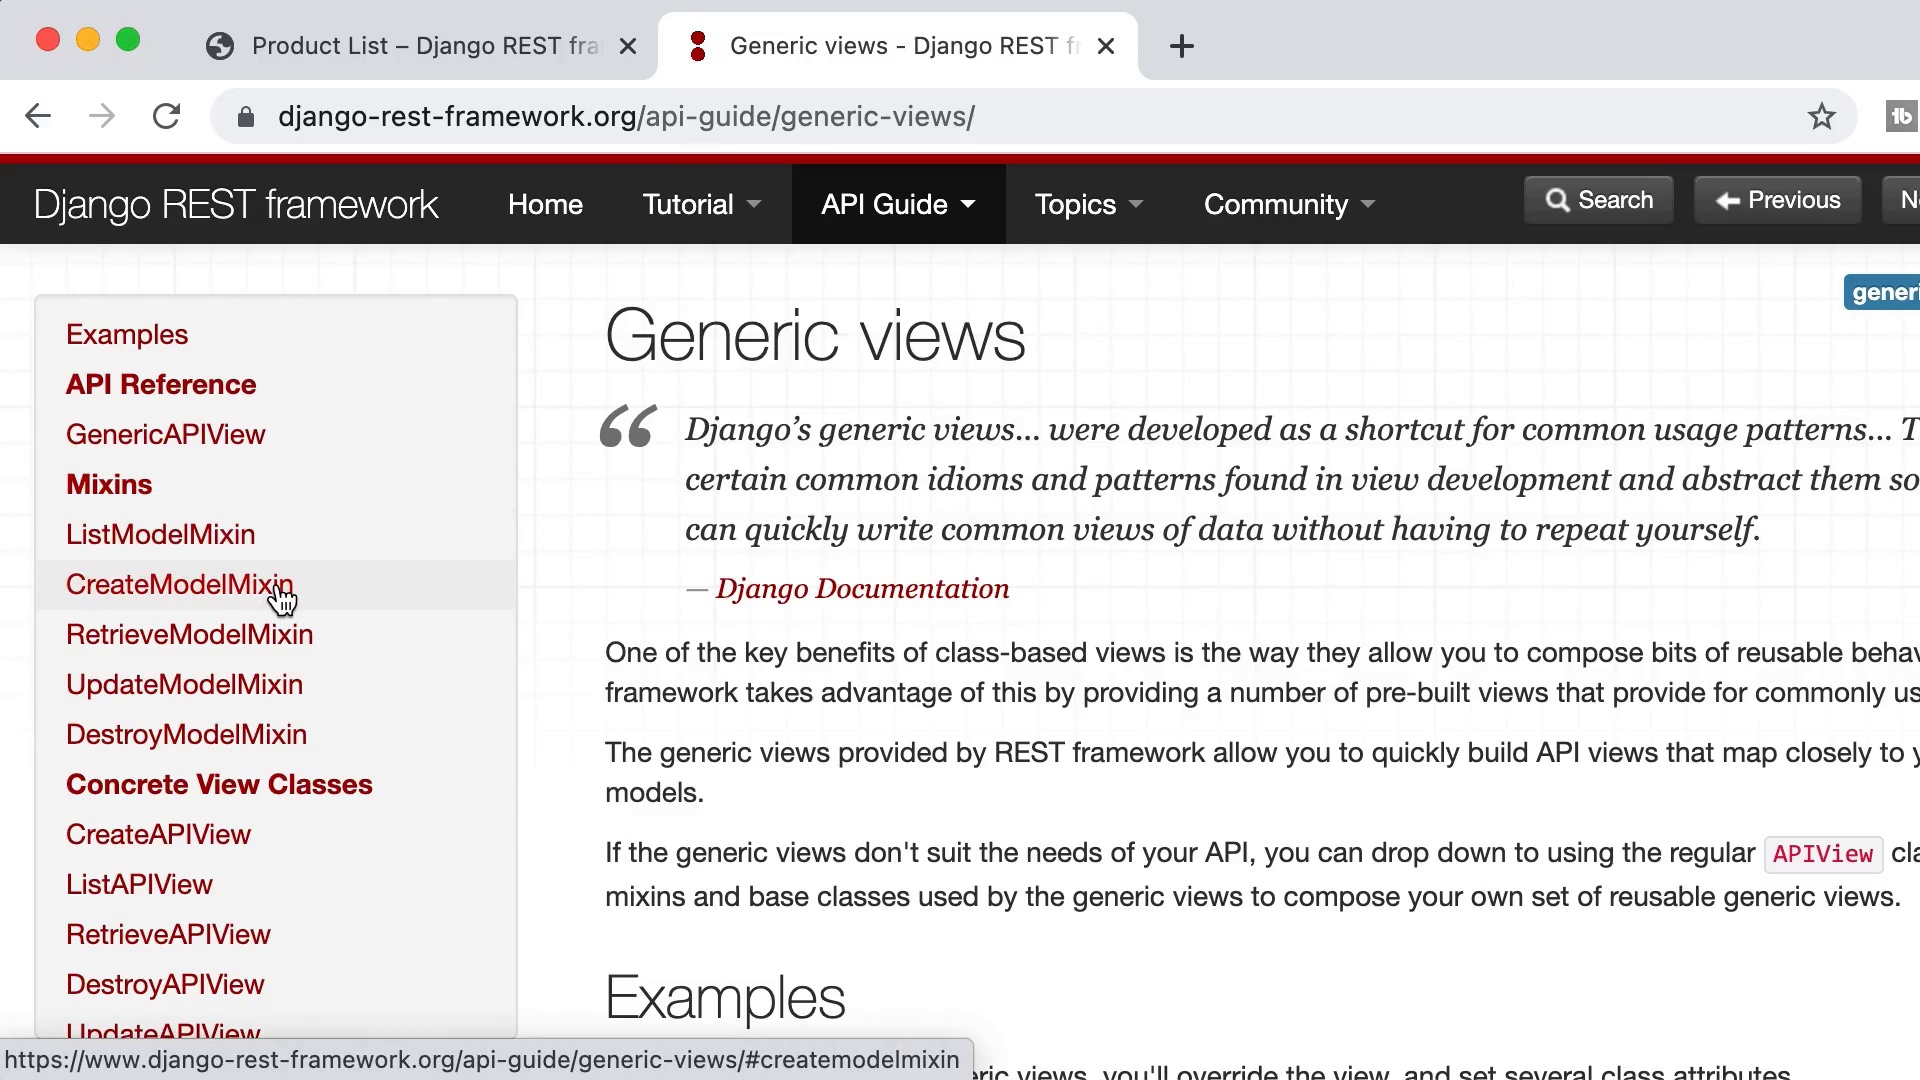 Product List – Django REST fra
Generic views - Django REST f
django-rest-framework.org/api-guide/generic-views/
Django REST framework
Home
Tutorial
API Guide
Topics
Community
Search
Previous
generi
Examples
API Reference
GenericAPIView
Mixins
ListModelMixin
CreateModelMixin
RetrieveModelMixin
UpdateModelMixin
DestroyModelMixin
Concrete View Classes
CreateAPIView
ListAPIView
RetrieveAPIView
DestroyAPIView
UpdateAPIView
Generic views
“ Django’s generic views... were developed as a shortcut for common usage patterns... T
certain common idioms and patterns found in view development and abstract them so
can quickly write common views of data without having to repeat yourself.
— Django Documentation
One of the key benefits of class-based views is the way they allow you to compose bits of reusable behav
framework takes advantage of this by providing a number of pre-built views that provide for commonly us
The generic views provided by REST framework allow you to quickly build API views that map closely to y
models.
If the generic views don't suit the needs of your API, you can drop down to using the regular APIView cla
mixins and base classes used by the generic views to compose your own set of reusable generic views.
Examples
eric views, you'll override the view, and set several class attributes.
https://www.django-rest-framework.org/api-guide/generic-views/#createmodelmixin